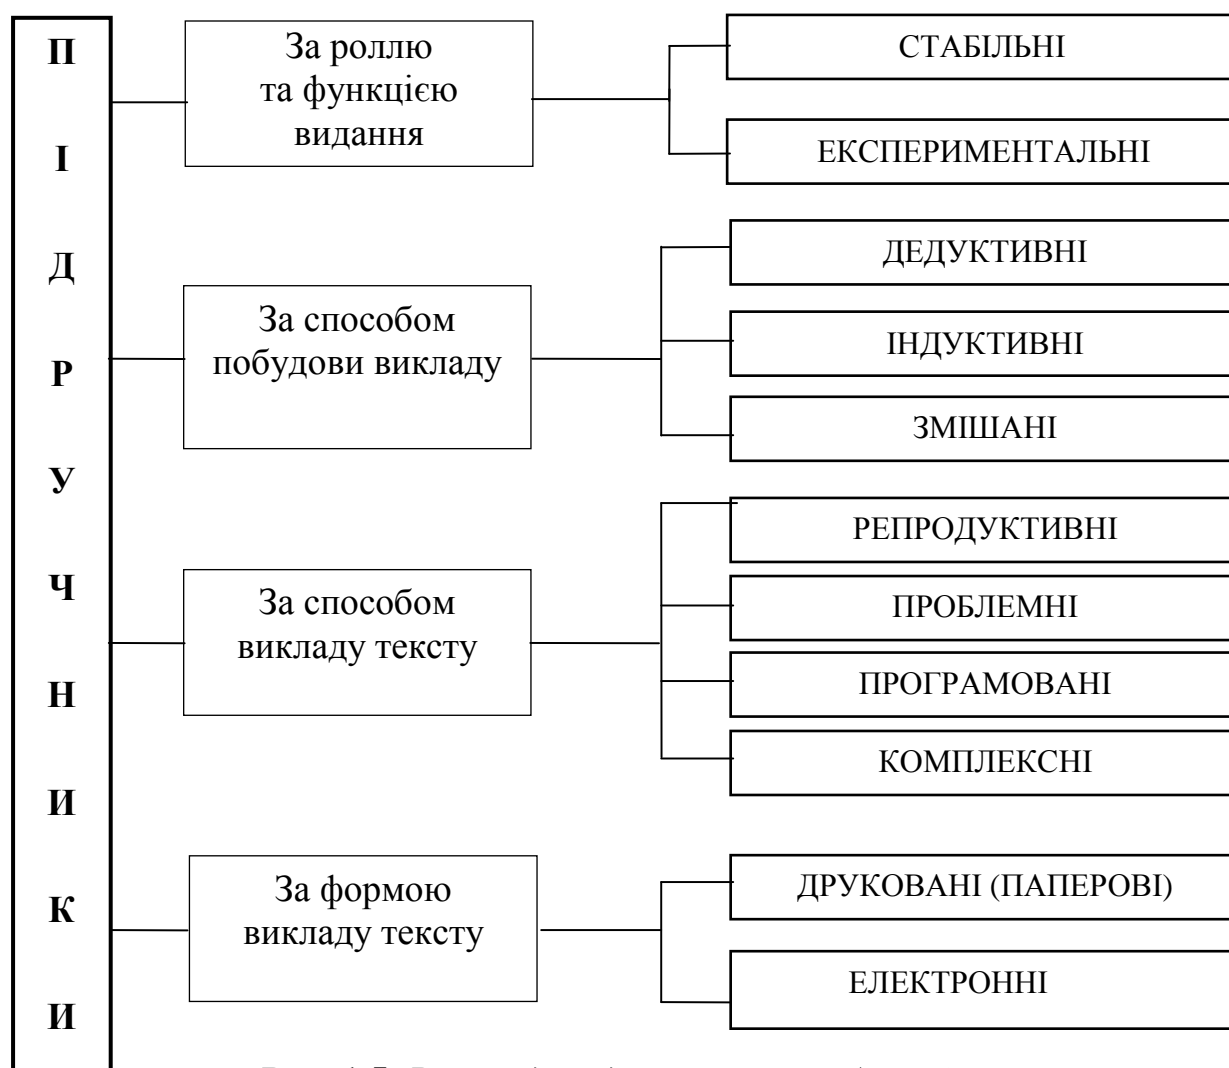 ПІДРУЧНИКИ
За роллю
та функцією
видання
СТАБІЛЬНІ
ЕКСПЕРИМЕНТАЛЬНІ
За способом
побудови викладу
ДЕДУКТИВНІ
ІНДУКТИВНІ
ЗМІШАНІ
За способом
викладу тексту
РЕПРОДУКТИВНІ
ПРОБЛЕМНІ
ПРОГРАМОВАНІ
КОМПЛЕКСНІ
За формою
викладу тексту
ДРУКОВАНІ (ПАПЕРОВІ)
ЕЛЕКТРОННІ